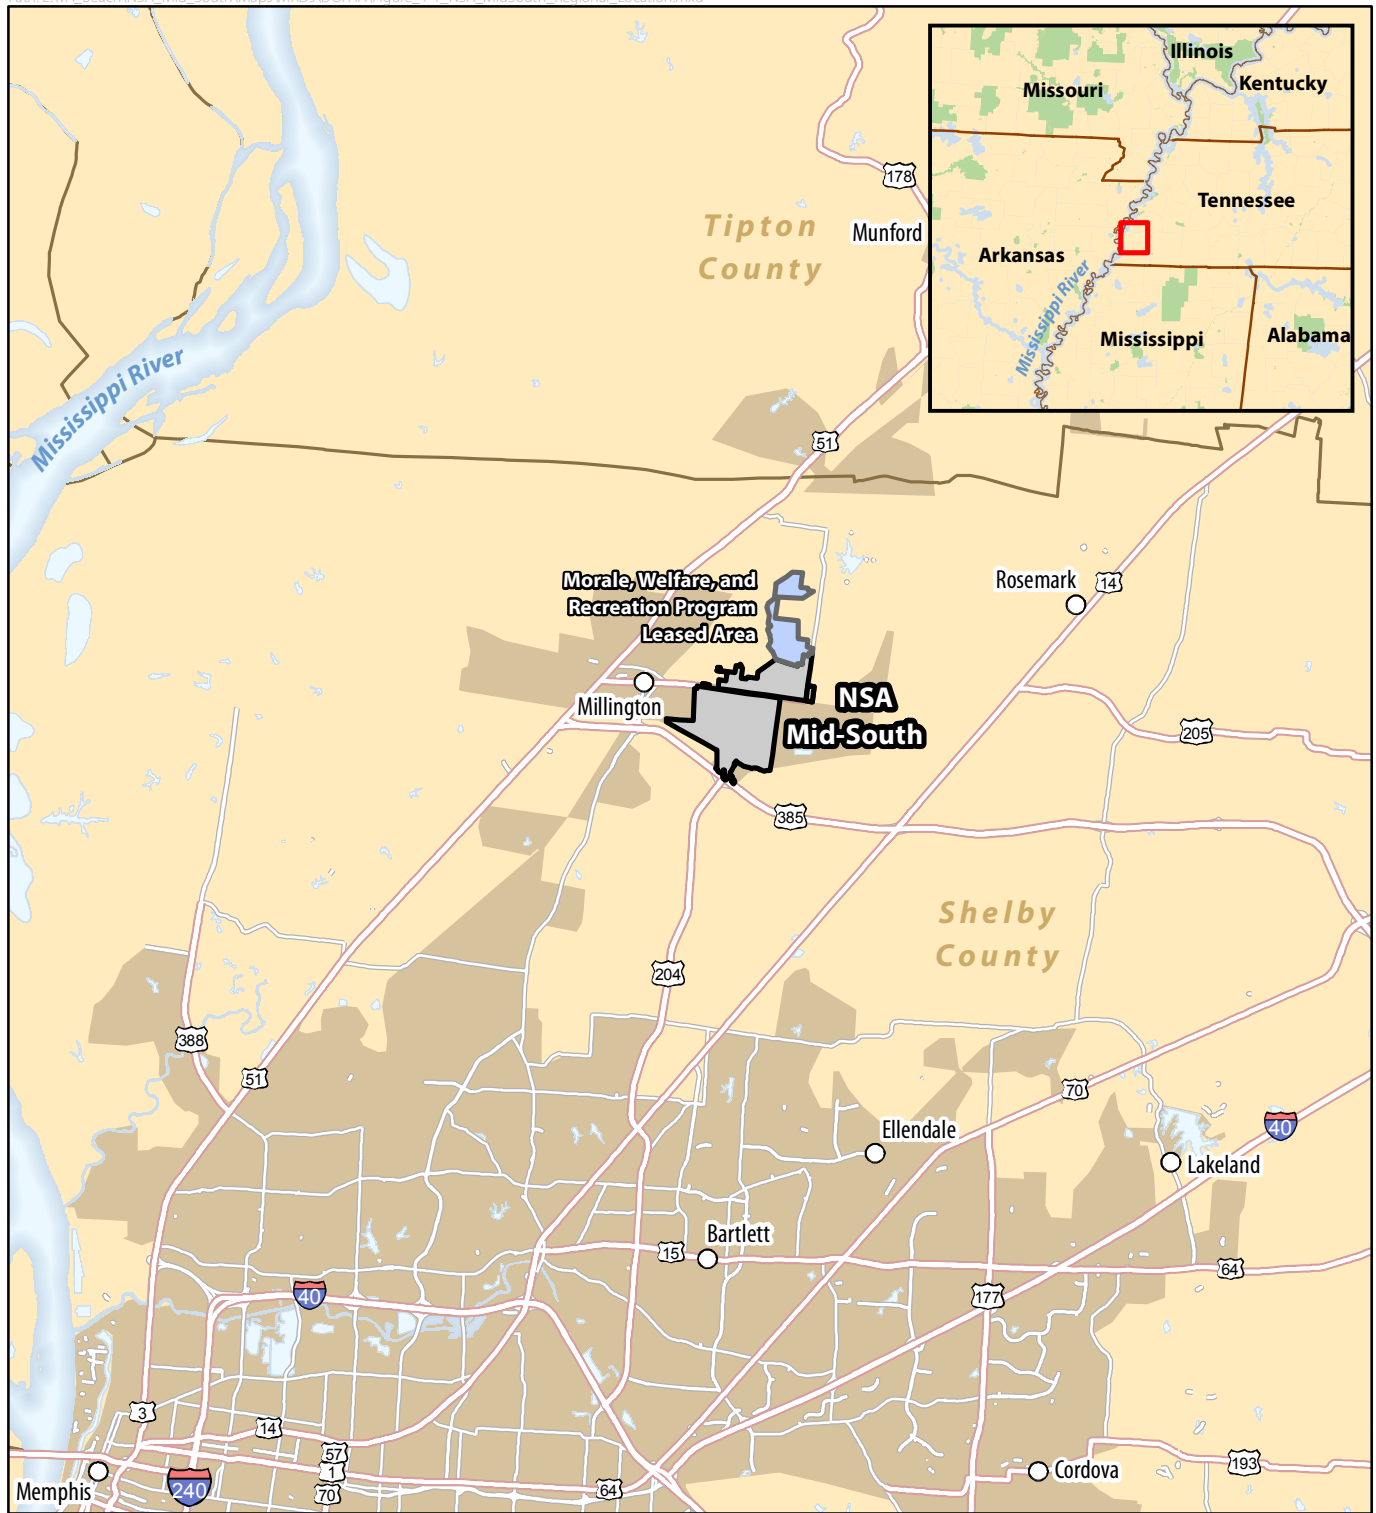 Illinois
Missouri
Kentucky
Tennessee
Arkansas
Mississippi River
Mississippi
Alabama
178
Tipton
County
Munford
Mississippi River
51
Morale, Welfare, and
Recreation Program
Leased Area
Rosemark
14
Millington
NSA
Mid-South
205
385
Shelby
County
204
388
51
70
40
Ellendale
Lakeland
Bartlett
15
64
40
177
3
14
57
1
70
193
Cordova
Memphis
240
64